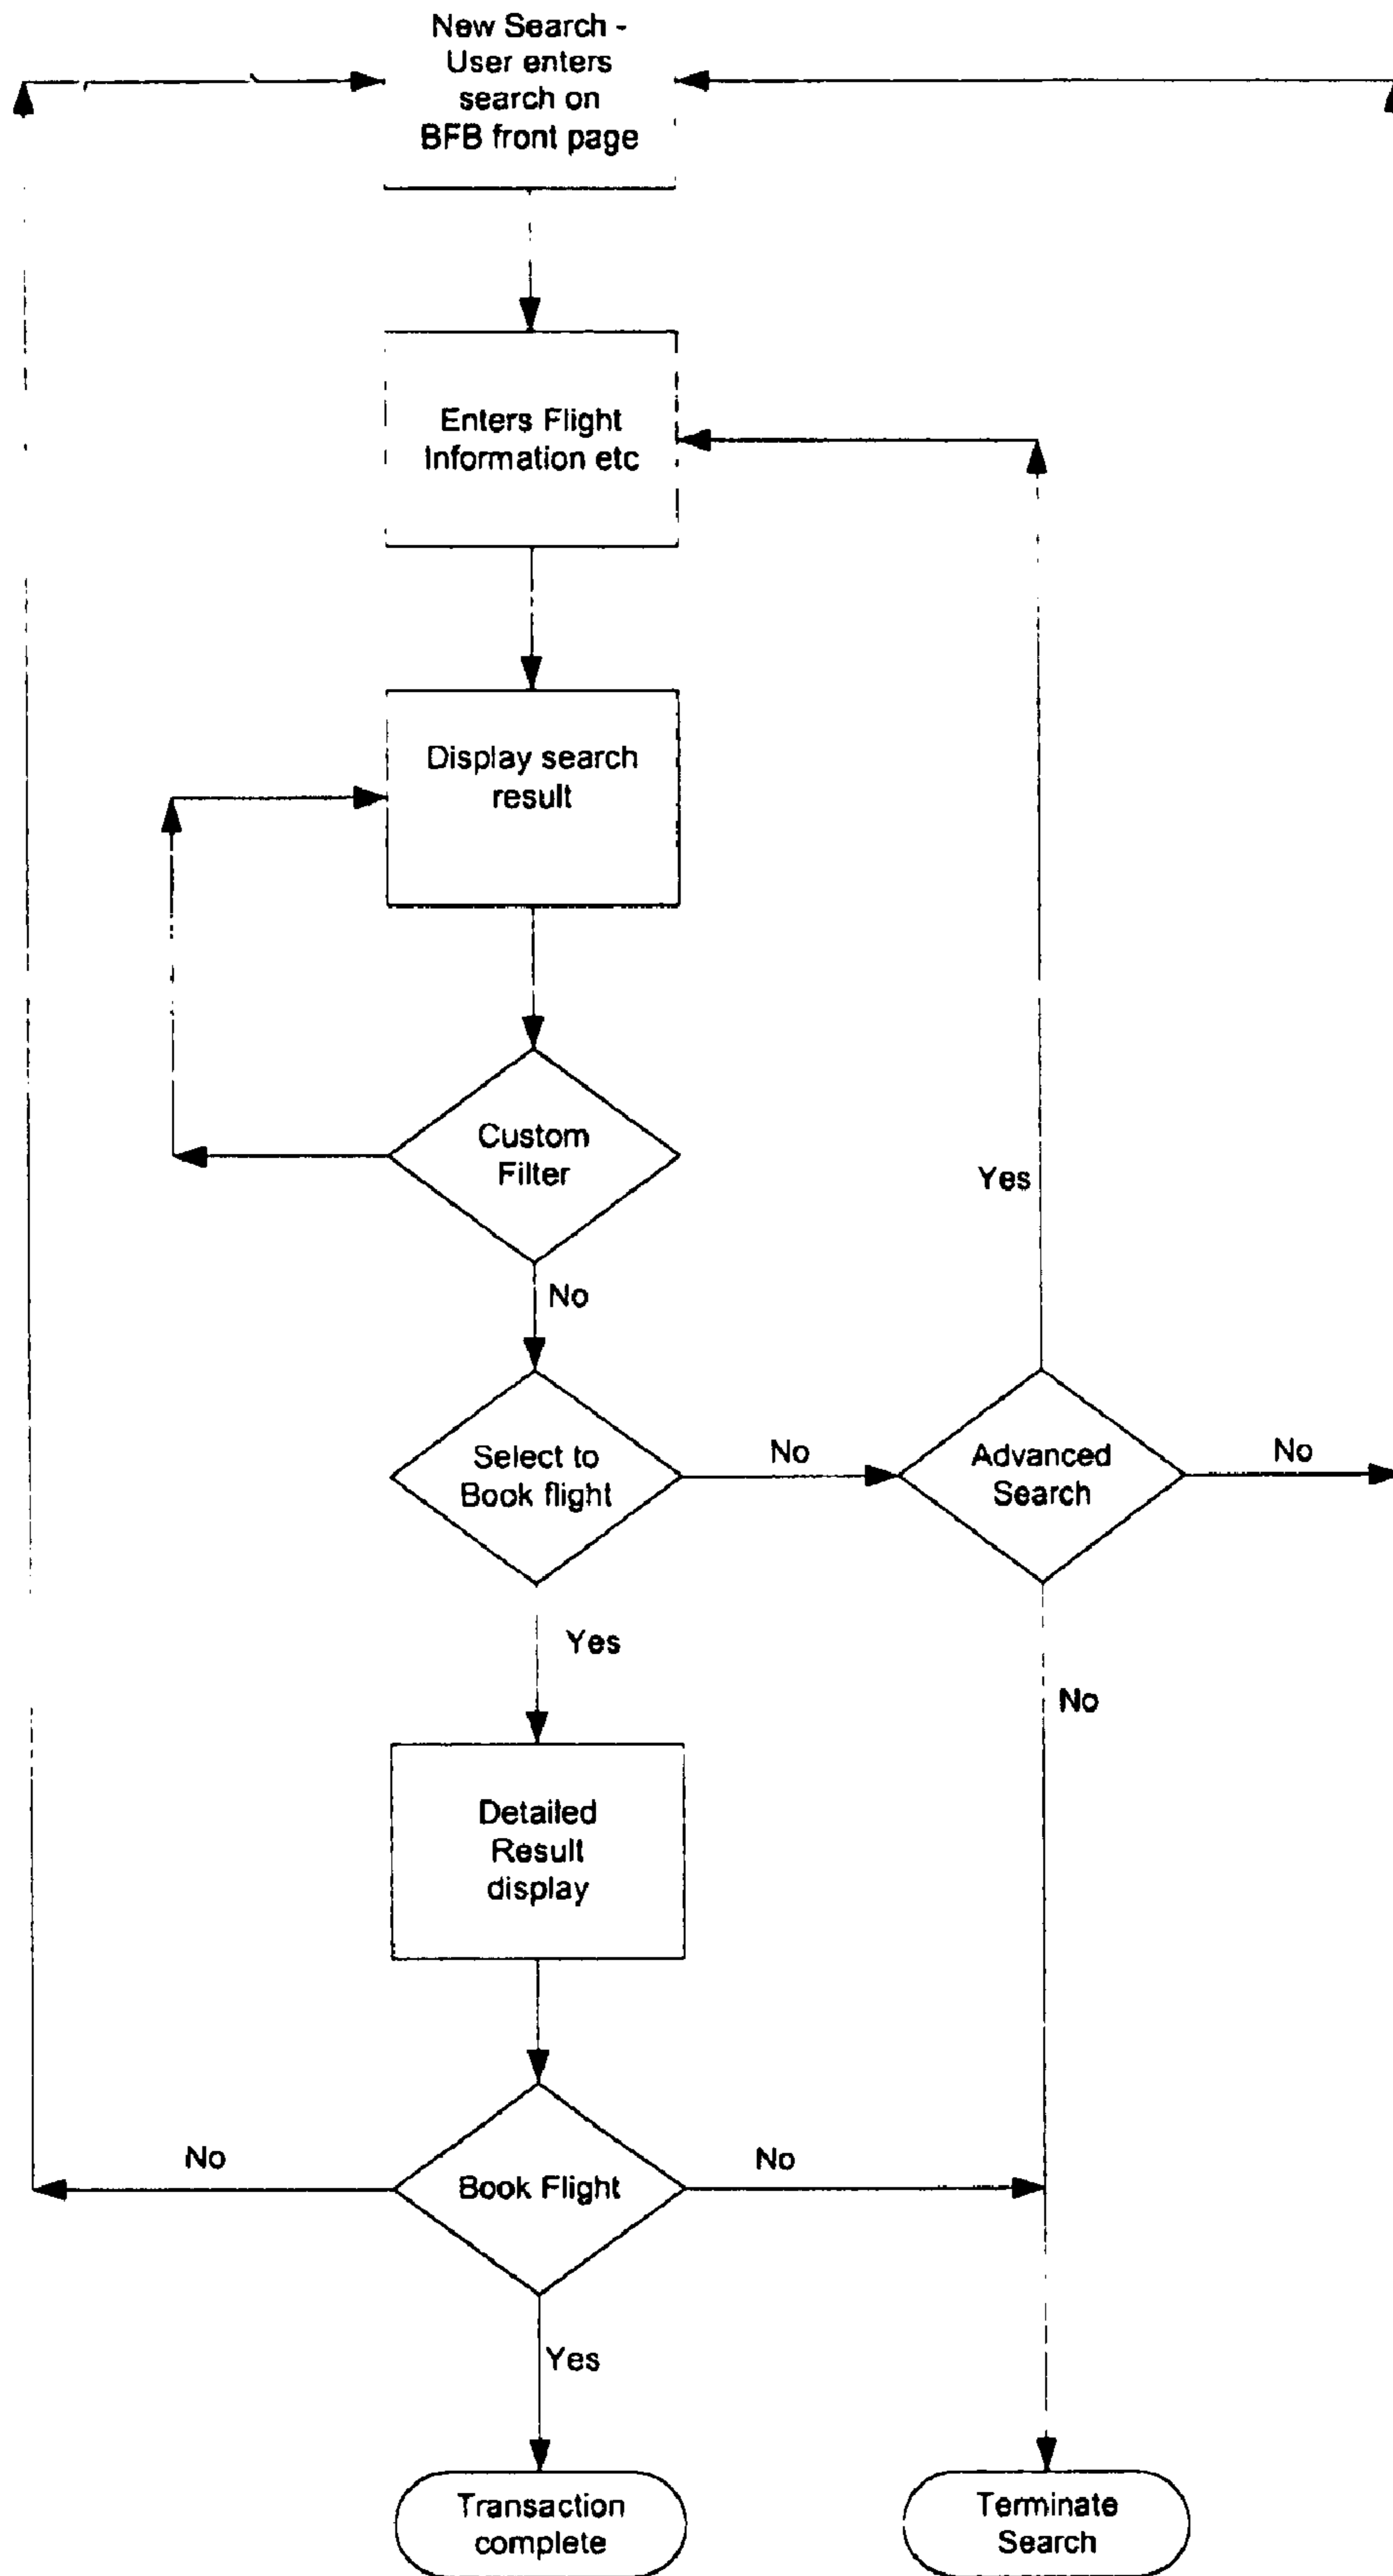 New Search -
User enters
search on
BFB front page
Enters Flight
Information etc
Display search
result
Custom
Filter
Yes
No
Select to
Book flight
No
Advanced
Search
No
Yes
No
Detailed
Result
display
No
Book Flight
No
Yes
Transaction
complete
Terminate
Search